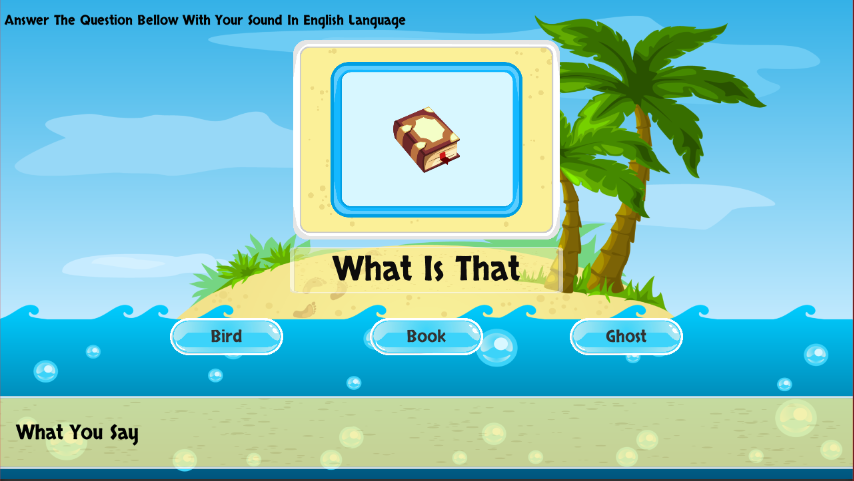 Answer The Question Bellow With Your Sound In English Language
What Is That
Bird
Book
Ghost
What You Say